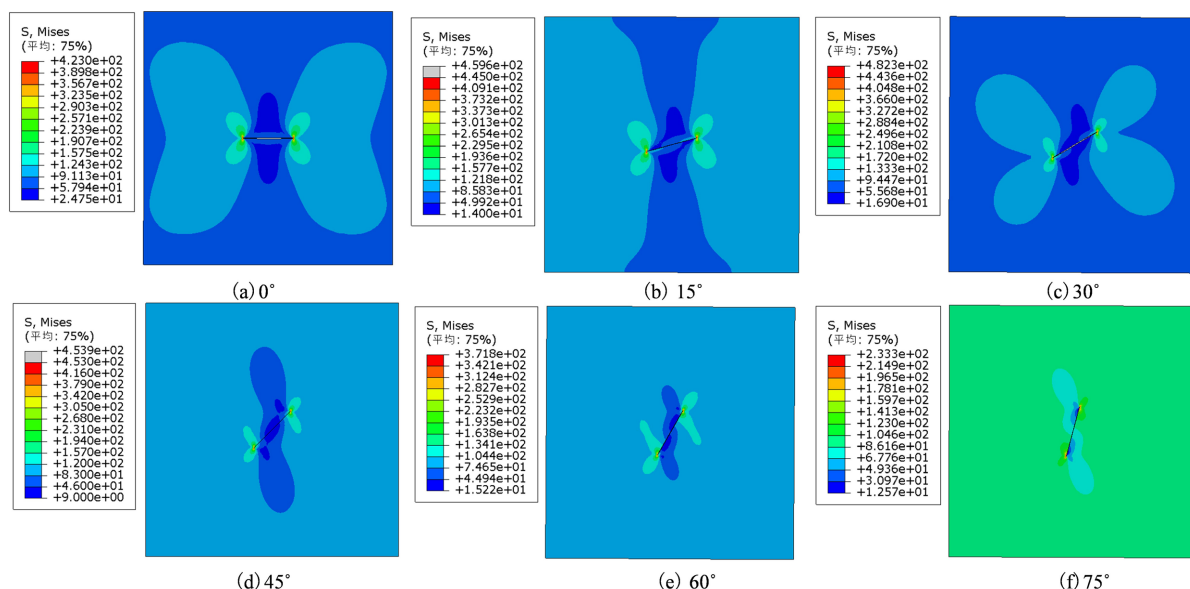 S, Mises
(平均: 75%)
+4.230e+02
+3.898e+02
+3.567e+02
+3.235e+02
+2.903e+02
+2.571e+02
+2.239e+02
+1.907e+02
+1.575e+02
+1.243e+02
+9.113e+01
+5.794e+01
+2.475e+01
(a) 0°
S, Mises
(平均: 75%)
+4.596e+02
+4.450e+02
+4.091e+02
+3.732e+02
+3.373e+02
+3.013e+02
+2.654e+02
+2.295e+02
+1.936e+02
+1.577e+02
+1.218e+02
+8.583e+01
+4.992e+01
+1.400e+01
(b) 15°
S, Mises
(平均: 75%)
+4.823e+02
+4.436e+02
+4.048e+02
+3.660e+02
+3.272e+02
+2.884e+02
+2.496e+02
+2.108e+02
+1.720e+02
+1.333e+02
+9.447e+01
+5.568e+01
+1.690e+01
(c) 30°
S, Mises
(平均: 75%)
+4.539e+02
+4.530e+02
+4.160e+02
+3.790e+02
+3.420e+02
+3.050e+02
+2.680e+02
+2.310e+02
+1.940e+02
+1.570e+02
+1.200e+02
+8.300e+01
+4.600e+01
+9.000e+00
(d) 45°
S, Mises
(平均: 75%)
+3.718e+02
+3.421e+02
+3.124e+02
+2.827e+02
+2.529e+02
+2.232e+02
+1.935e+02
+1.638e+02
+1.341e+02
+1.044e+02
+7.465e+01
+4.494e+01
+1.522e+01
(e) 60°
S, Mises
(平均: 75%)
+2.333e+02
+2.149e+02
+1.965e+02
+1.781e+02
+1.597e+02
+1.413e+02
+1.230e+02
+1.046e+02
+8.616e+01
+6.776e+01
+4.936e+01
+3.097e+01
+1.257e+01
(f) 75°